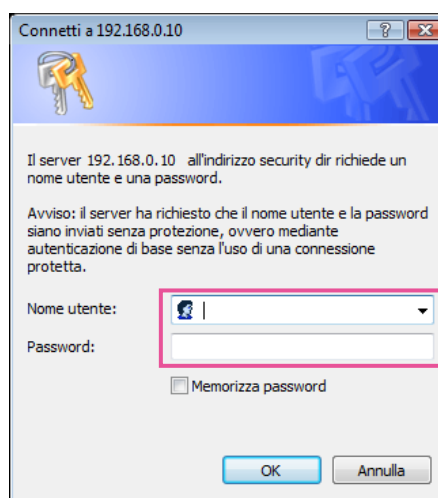 Connetti a 192.168.0.10
Il server 192.168.0.10 all'indirizzo security dir richiede un
nome utente e una password.
Avviso: il server ha richiesto che il nome utente e la password
siano inviati senza protezione, ovvero mediante
autenticazione di base senza l'uso di una connessione
protetta.
Nome utente:
Password:
Memorizza password
OK Annulla